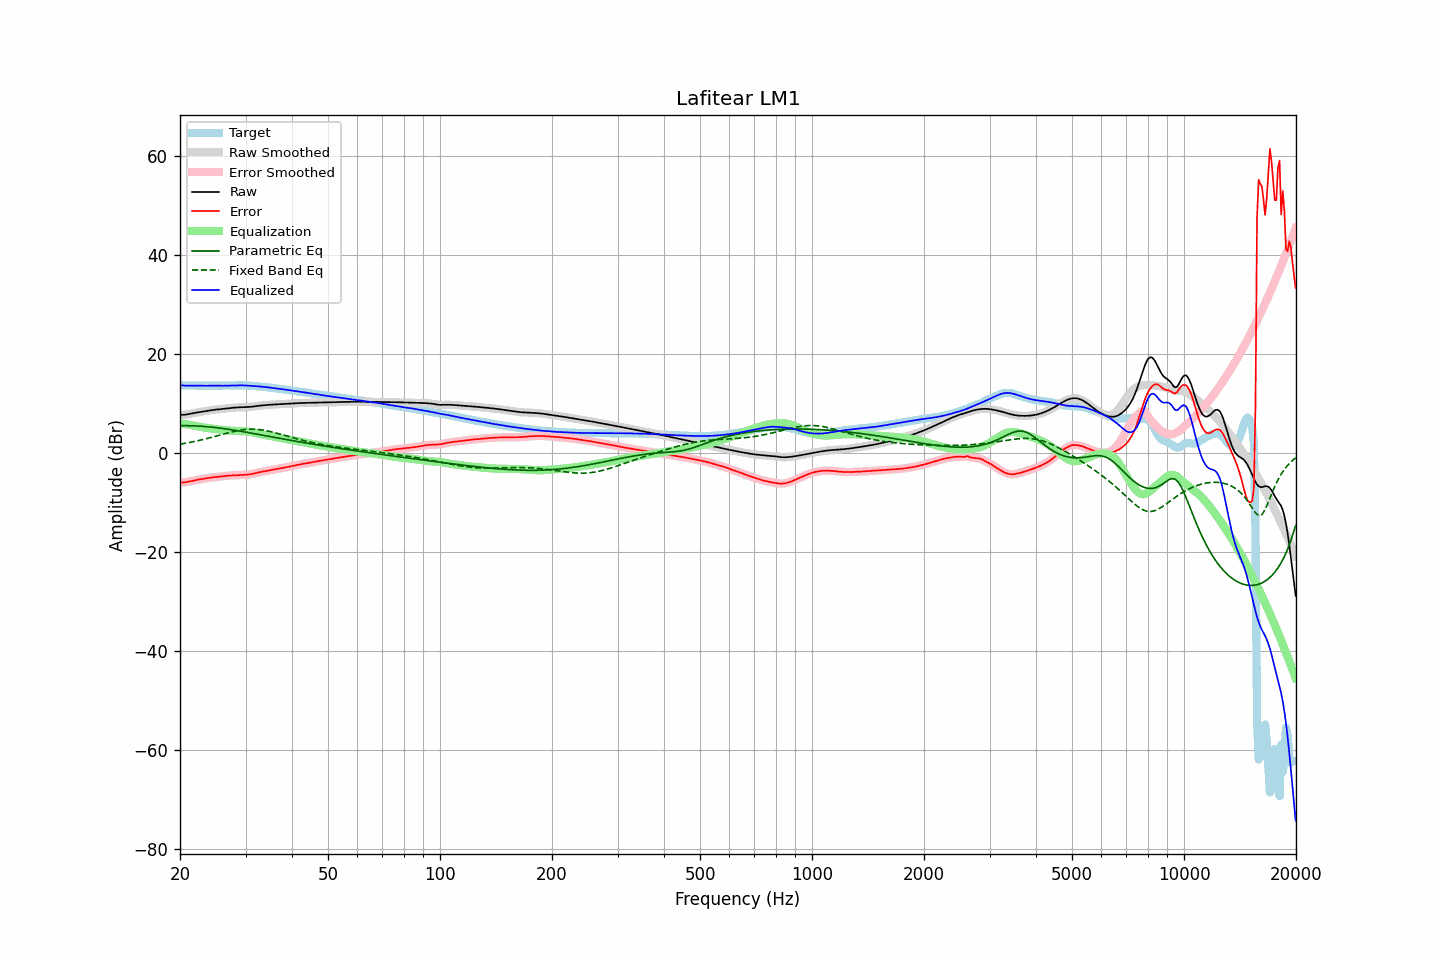 Lafitear LM1
Target
Raw Smoothed
Error Smoothed
Raw
Error
Equalization
Parametric Eq
Fixed Band Eq
Equalized
60
40
20
0
−20
−40
−60
−80
Amplitude (dBr)
20 50 100 200 500 1000 2000 5000 10000 20000
Frequency (Hz)